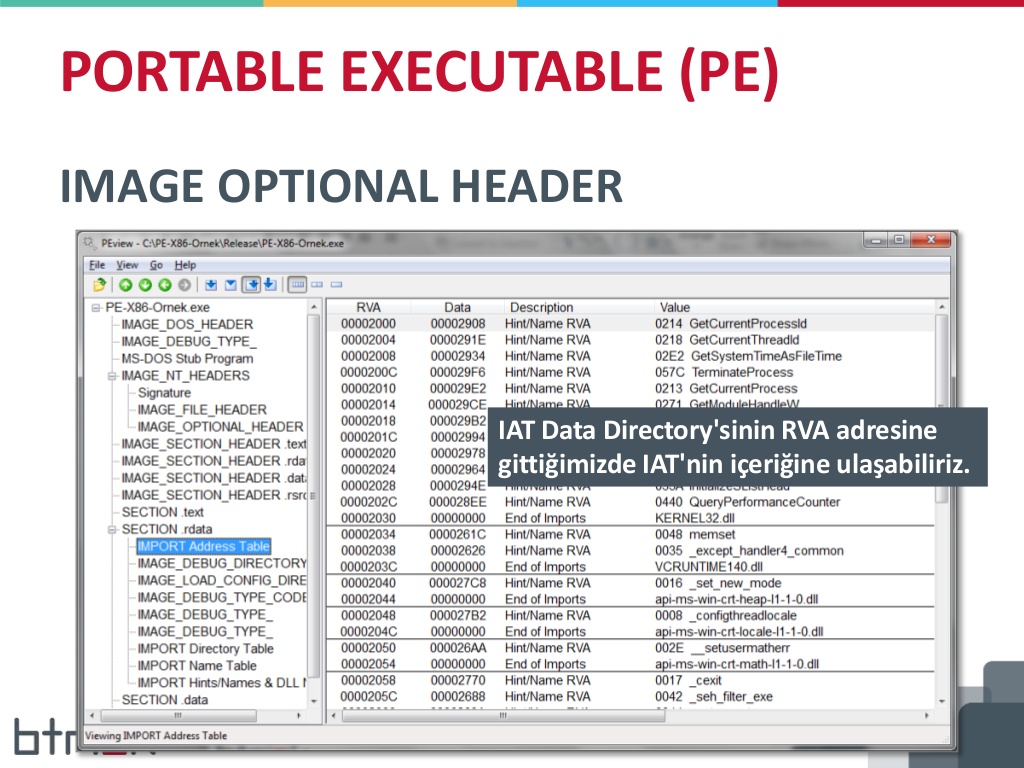 PORTABLE EXECUTABLE (PE)
IMAGE OPTIONAL HEADER
PEview - C:\PE-X86-Ornek\Release\PE-X86-Ornek.exe
File View Go Help
PE-X86-Ornek.exe
IMAGE_DOS_HEADER
IMAGE_DEBUG_TYPE_
MS-DOS Stub Program
IMAGE_NT_HEADERS
Signature
IMAGE_FILE_HEADER
IMAGE_OPTIONAL_HEADER
IMAGE_SECTION_HEADER .text
IMAGE_SECTION_HEADER .rda
IMAGE_SECTION_HEADER .dat
IMAGE_SECTION_HEADER .rsrc
SECTION .text
SECTION .rdata
IMPORT Address Table
IMAGE_DEBUG_DIRECTORY
IMAGE_LOAD_CONFIG_DIRE
IMAGE_DEBUG_TYPE_CODE
IMAGE_DEBUG_TYPE_
IMAGE_DEBUG_TYPE_
IMPORT Directory Table
IMPORT Name Table
IMPORT Hints/Names & DLL N
SECTION .data
RVA Data Description Value
00002000 00002908 Hint/Name RVA 0214 GetCurrentProcessId
00002004 0000291E Hint/Name RVA 0218 GetCurrentThreadId
00002008 00002934 Hint/Name RVA 02E2 GetSystemTimeAsFileTime
0000200C 000029F6 Hint/Name RVA 057C TerminateProcess
00002010 000029E2 Hint/Name RVA 0213 GetCurrentProcess
00002014 000029CE Hint/Name RVA 0271 GetModuleHandleW
00002018 000029B2
0000201C 00002994
00002020 00002978
00002024 00002964
00002028 0000294E Hint/Name RVA InitializeSListHead
0000202C 000028EE Hint/Name RVA 0440 QueryPerformanceCounter
00002030 00000000 End of Imports KERNEL32.dll
00002034 0000261C Hint/Name RVA 0048 memset
00002038 00002626 Hint/Name RVA 0035 _except_handler4_common
0000203C 00000000 End of Imports VCRUNTIME140.dll
00002040 000027C8 Hint/Name RVA 0016 _set_new_mode
00002044 00000000 End of Imports api-ms-win-crt-heap-l1-1-0.dll
00002048 000027B2 Hint/Name RVA 0008 _configthreadlocale
0000204C 00000000 End of Imports api-ms-win-crt-locale-l1-1-0.dll
00002050 000026AA Hint/Name RVA 002E __setusermatherr
00002054 00000000 End of Imports api-ms-win-crt-math-l1-1-0.dll
00002058 00002770 Hint/Name RVA 0017 _cexit
0000205C 00002688 Hint/Name RVA 0042 _seh_filter_exe
IAT Data Directory'sinin RVA adresine
gittiğimizde IAT'nin içeriğine ulaşabiliriz.
Viewing IMPORT Address Table